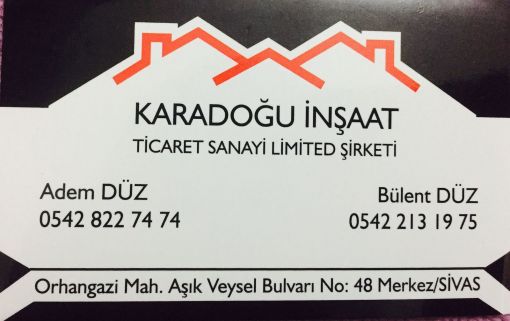 KARADOĞU İNŞAAT
TİCARET SANAYİ LİMİTED ŞİRKETİ
Adem DÜZ
0542 822 74 74
Bülent DÜZ
0542 213 19 75
Orhangazi Mah. Aşık Veysel Bulvarı No: 48 Merkez/SİVAS